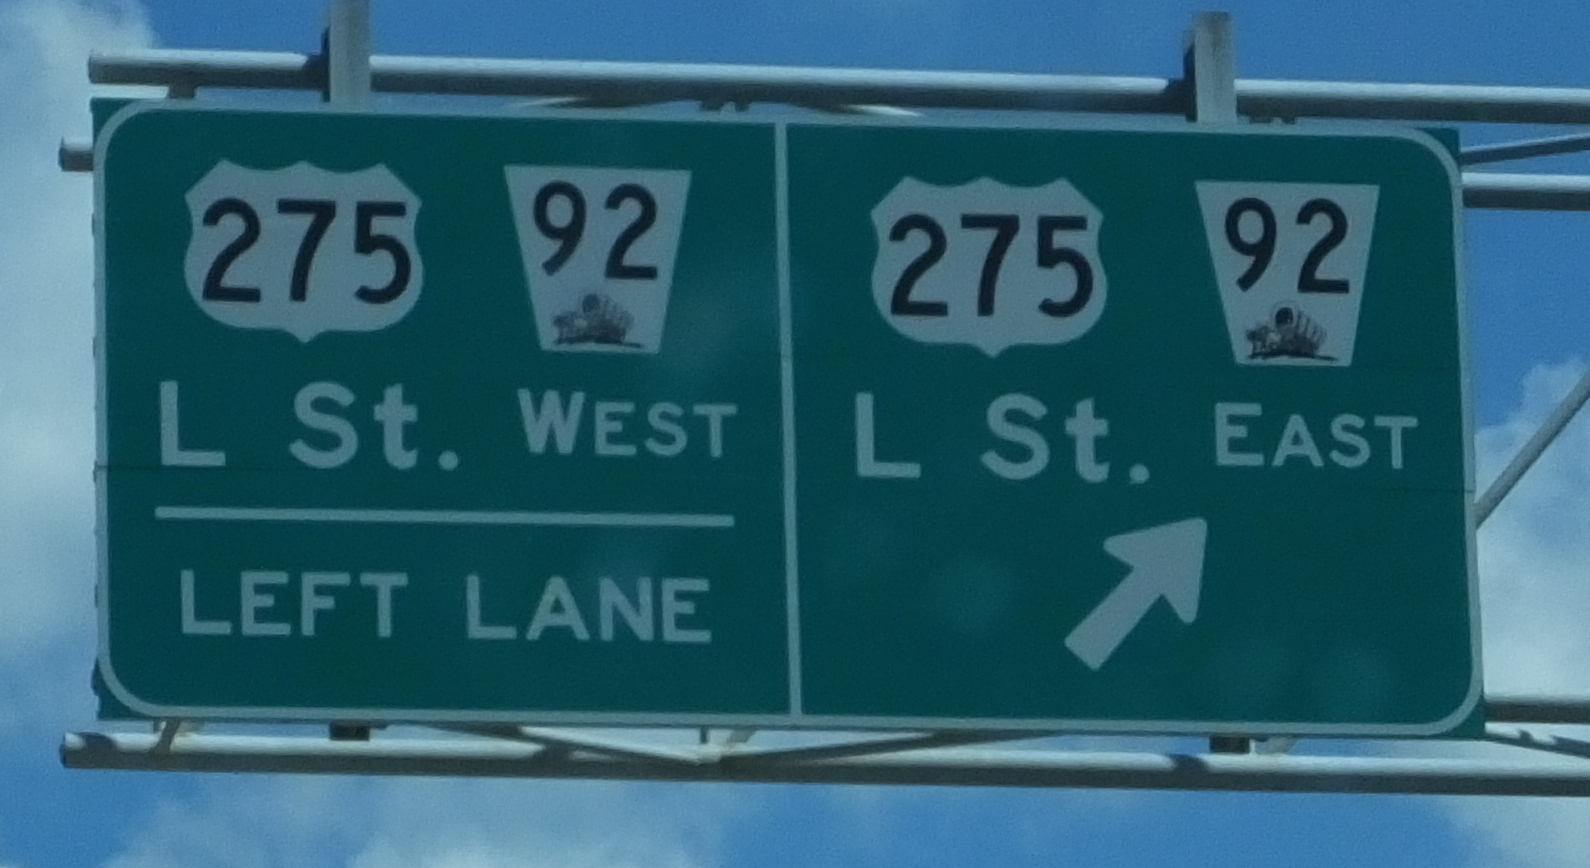 275 92
L St. WEST
LEFT LANE
275 92
L St. EAST